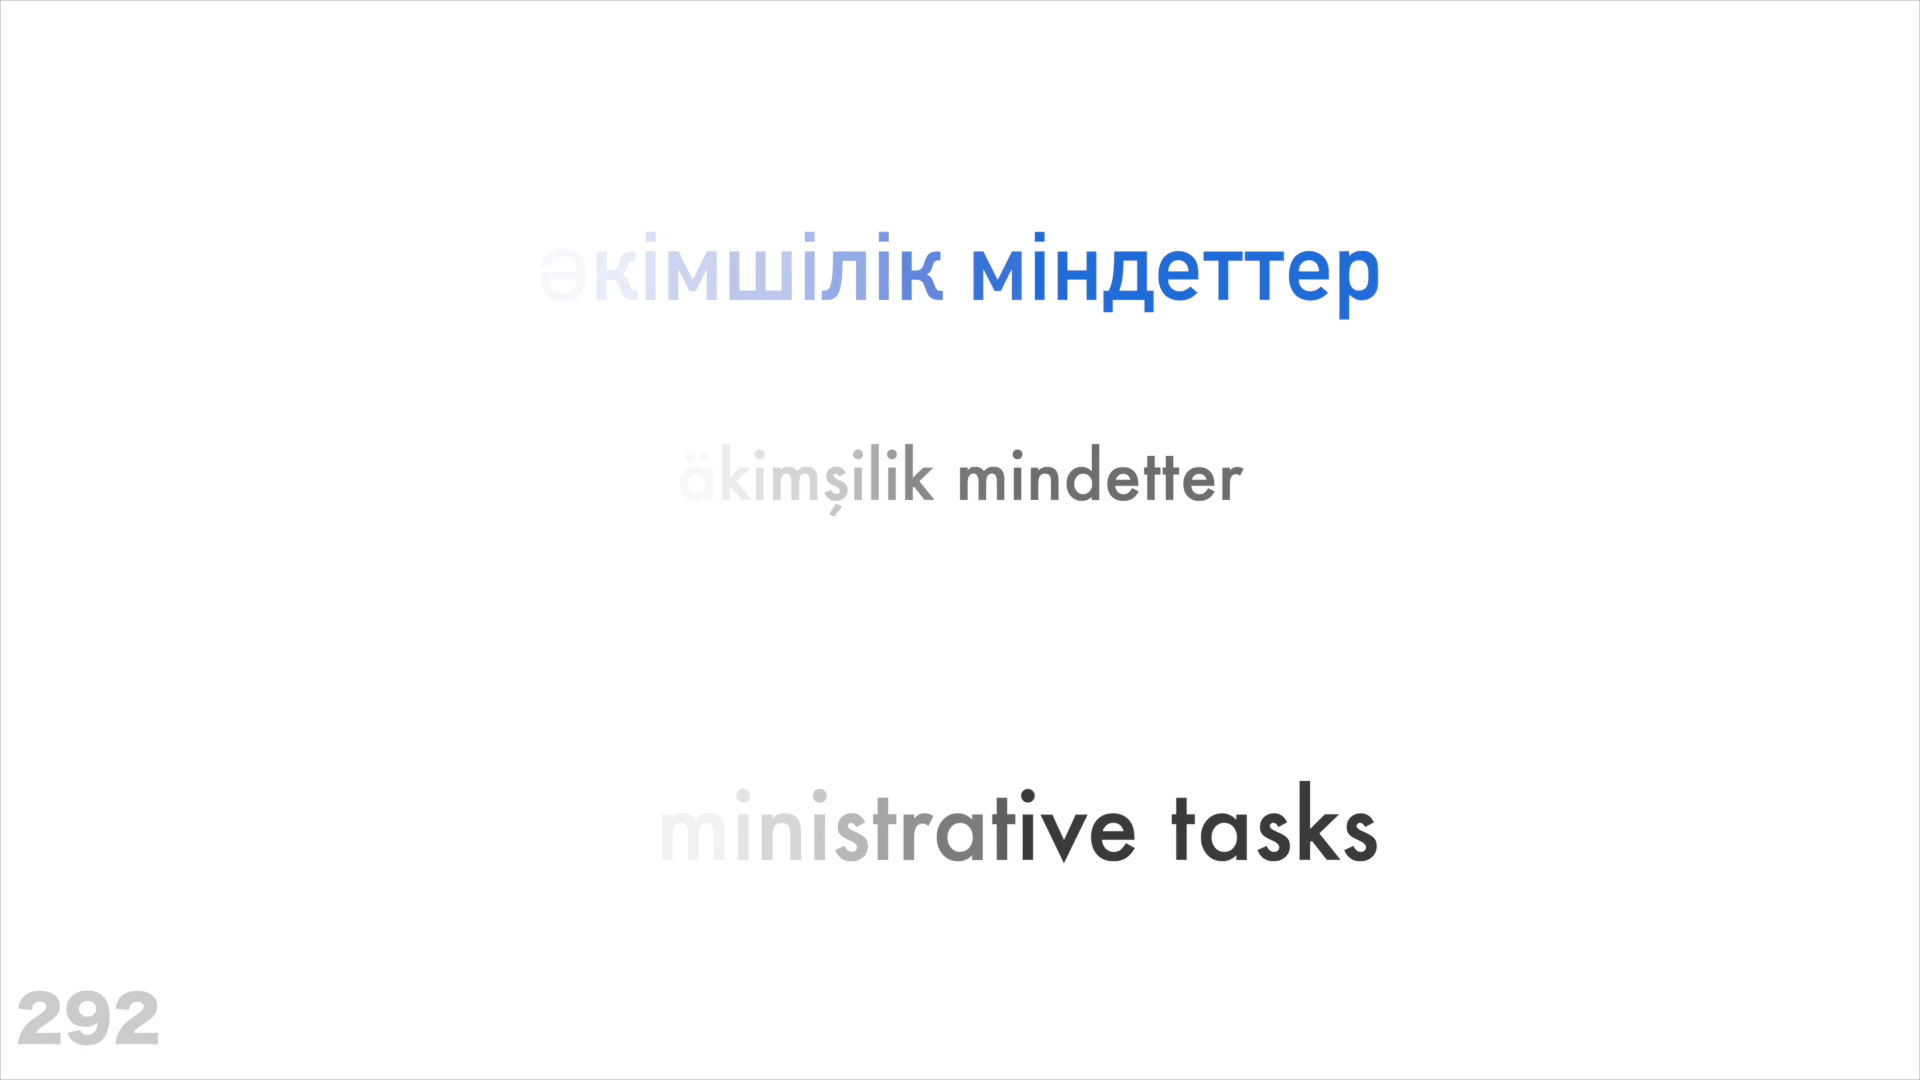 әкімшілік міндеттер
äkimşilik mindetter
ministrative tasks
292